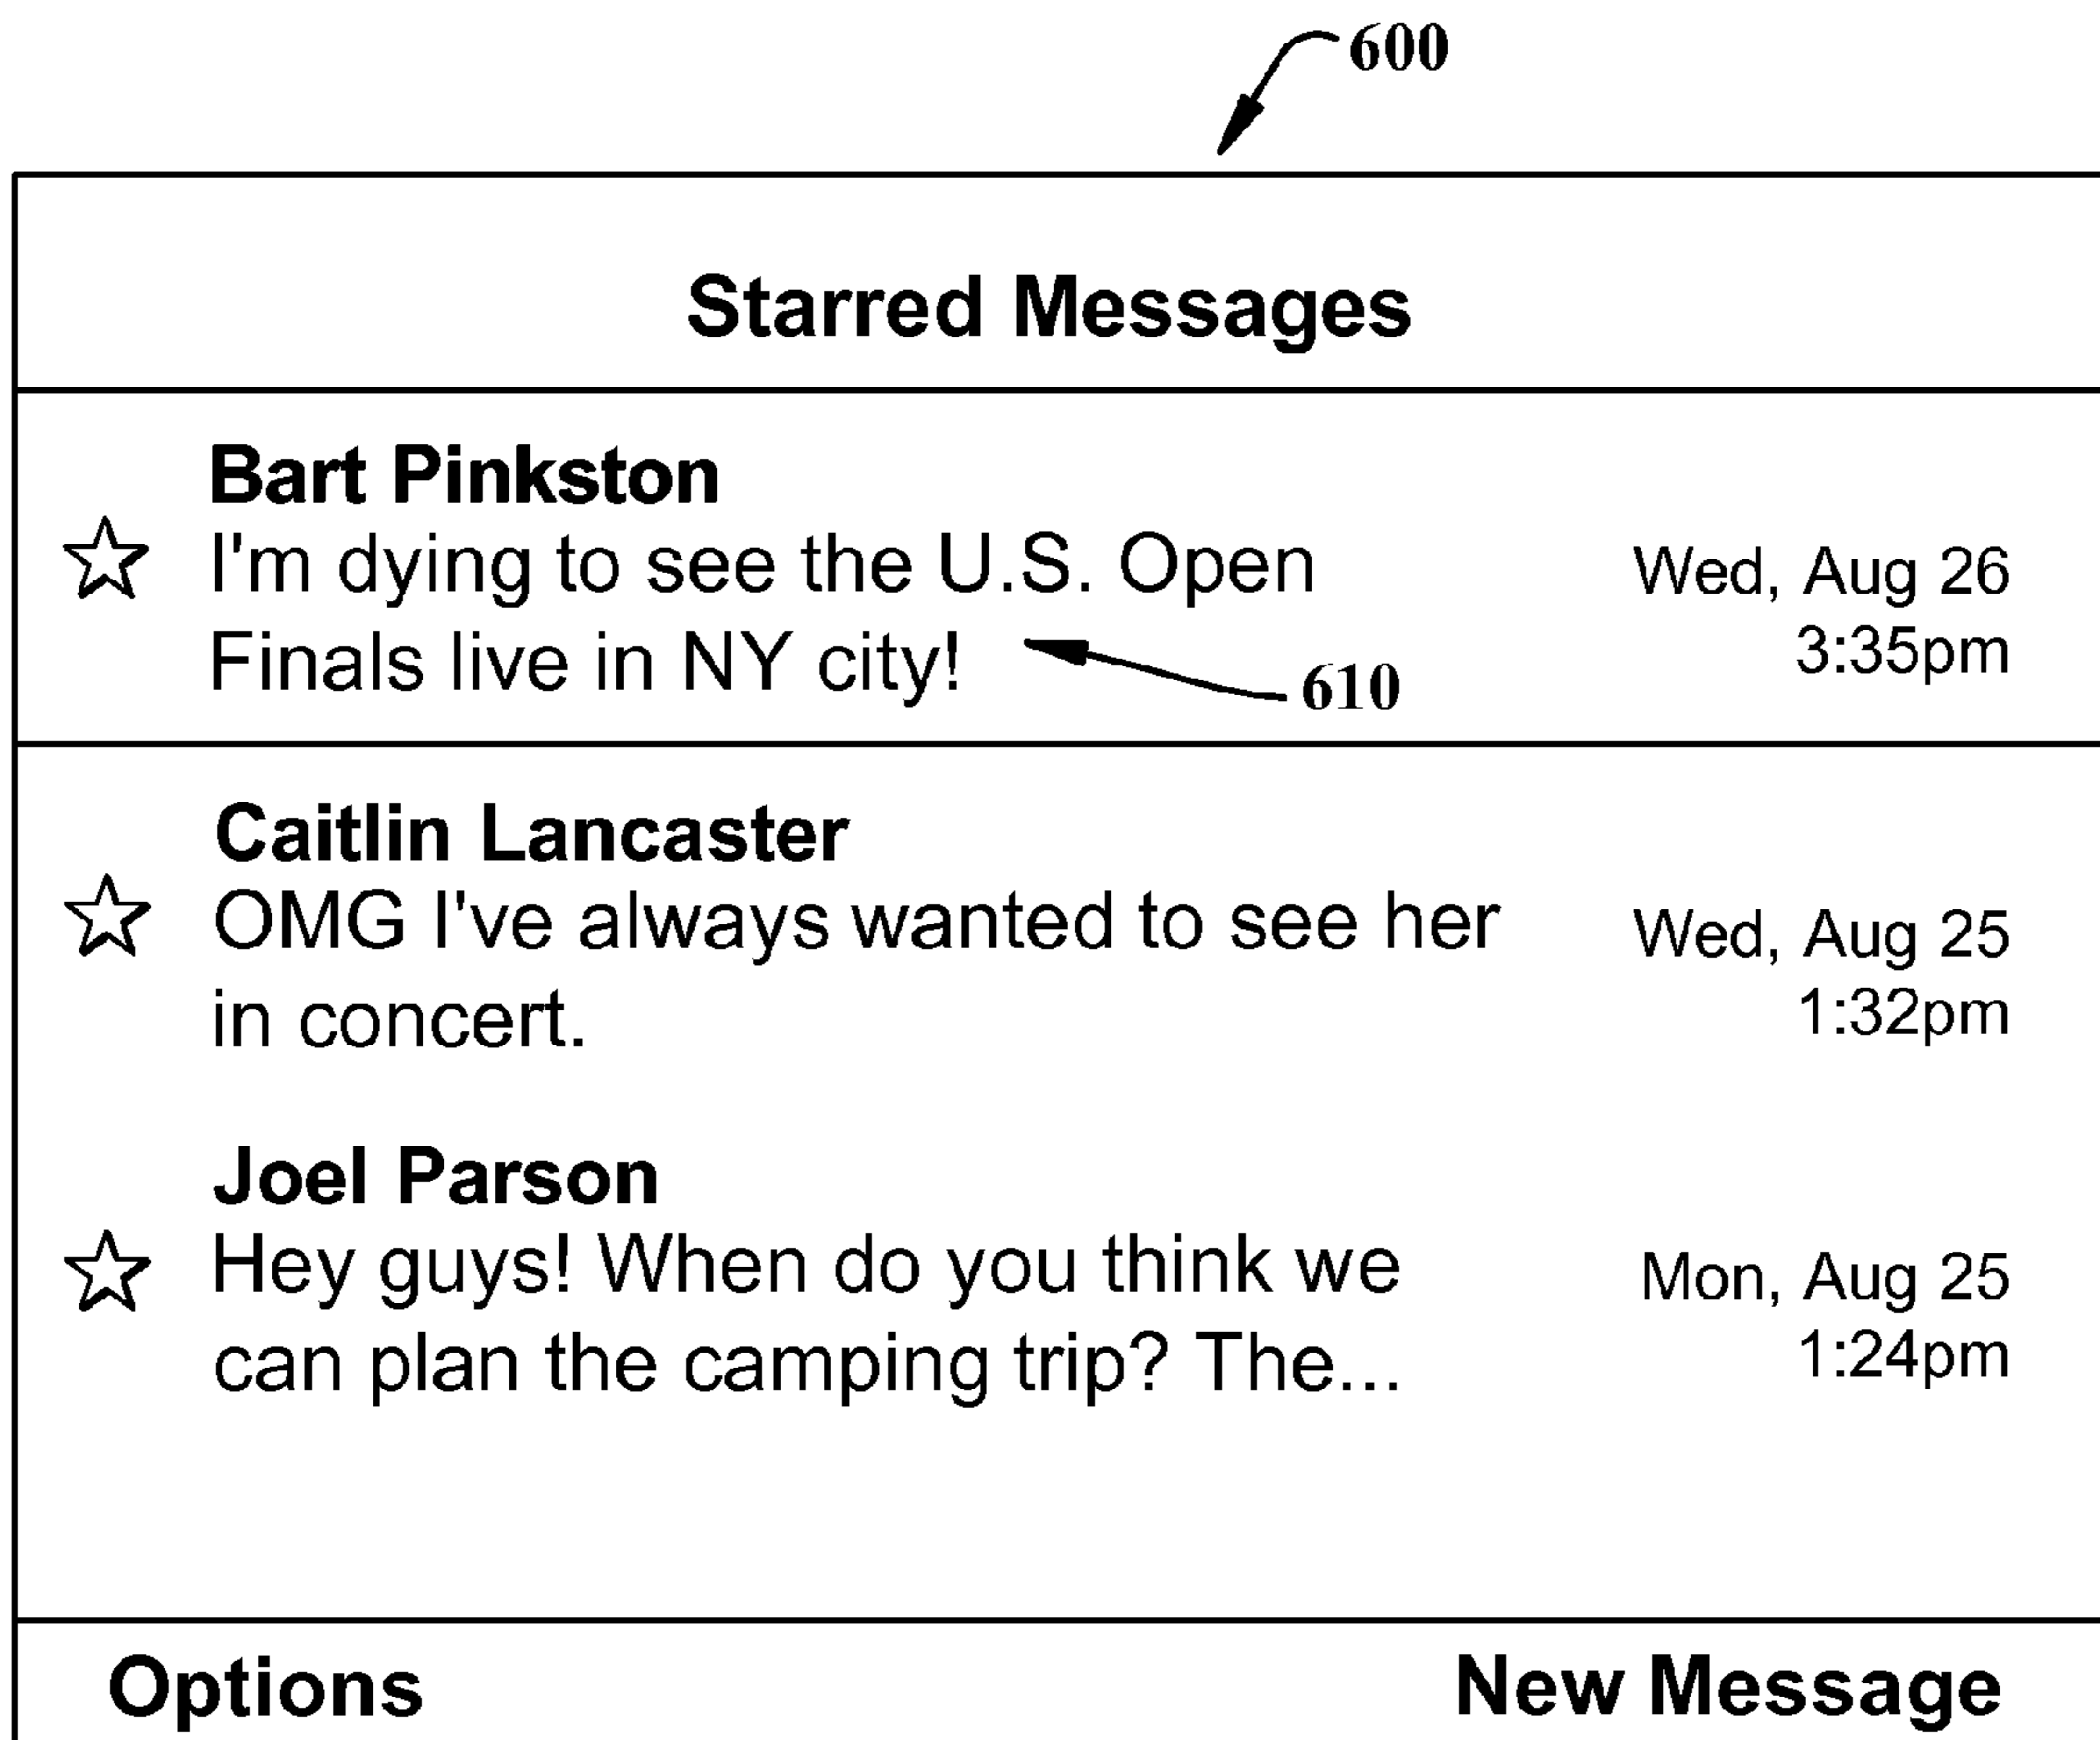 600
Starred Messages
Bart Pinkston
I'm dying to see the U.S. Open
Finals live in NY city!
Wed, Aug 26
3:35pm
610
Caitlin Lancaster
OMG I've always wanted to see her
in concert.
Wed, Aug 25
1:32pm
Joel Parson
Hey guys! When do you think we
can plan the camping trip? The...
Mon, Aug 25
1:24pm
Options
New Message